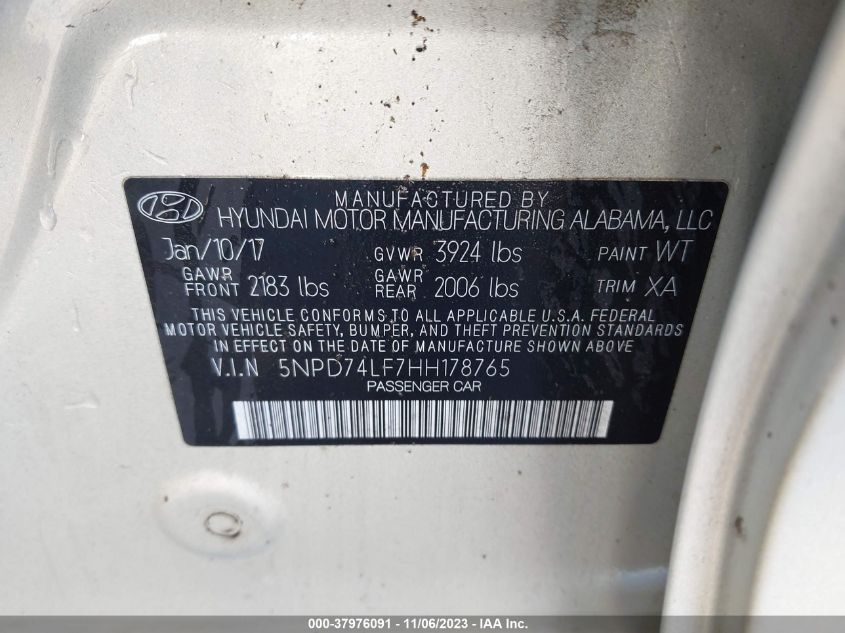 MANUFACTURED BY
HYUNDAI MOTOR MANUFACTURING ALABAMA, LLC
Jan/10/17 GVWR 3924 lbs PAINT WT
GAWR FRONT 2183 lbs GAWR REAR 2006 lbs TRIM XA
THIS VEHICLE CONFORMS TO ALL APPLICABLE U.S.A. FEDERAL
MOTOR VEHICLE SAFETY, BUMPER, AND THEFT PREVENTION STANDARDS
IN EFFECT ON THE DATE OF MANUFACTURE SHOWN ABOVE.
V.I.N 5NPD74LF7HH178765
PASSENGER CAR
000-37976091 - 11/06/2023 - IAA Inc.